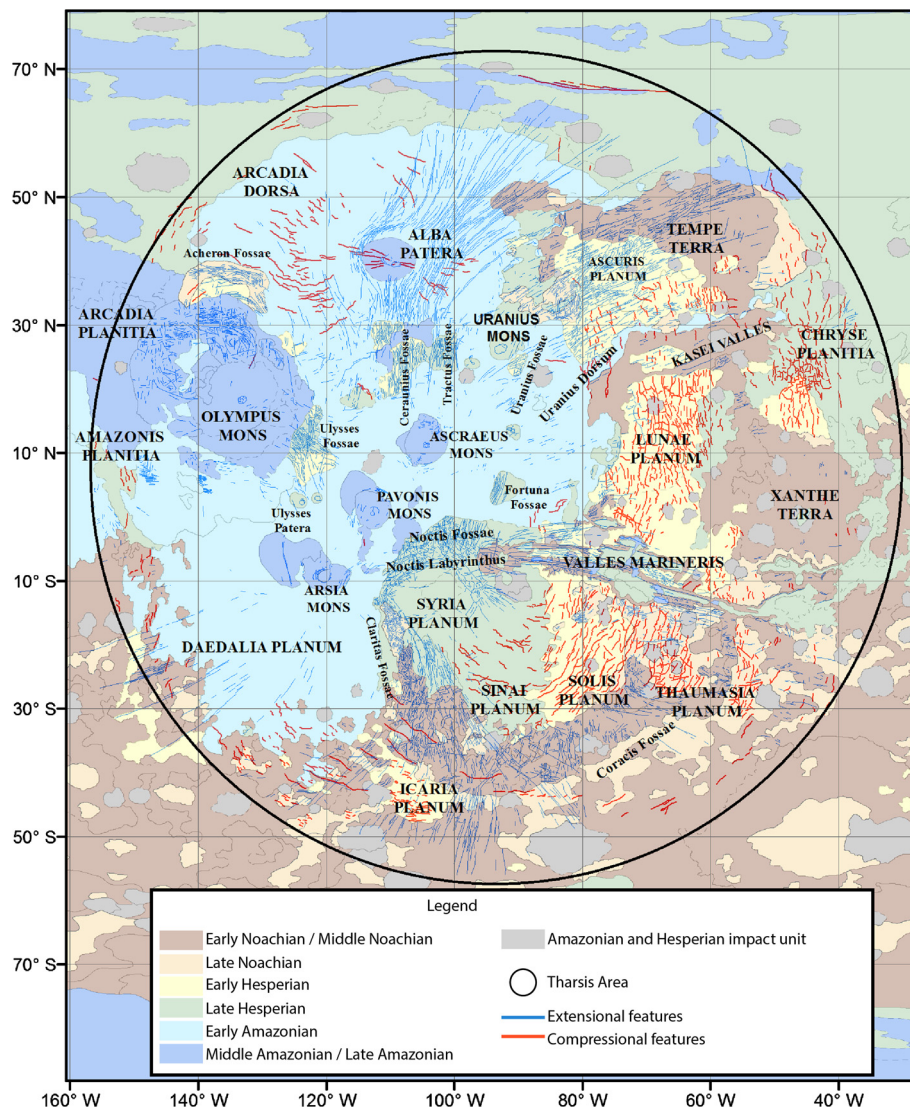 70° N
50° N
30° N
10° N
10° S
30° S
50° S
70° S
ARCADIA
DORSA
Acheron Fossae
ALBA
PATERA
TEMPE
TERRA
ASCURIS
PLANUM
ARCADIA
PLANITIA
URANIUS
MONS
CHRYSE
PLANITIA
KASEI VALLES
Ceraunius Fossae
Tractus Fossae
Uranius Fossae
Uranius Dorsum
OLYMPUS
MONS
Ulysses
Fossae
ASCRAEUS
MONS
LUNAE
PLANUM
AMAZONIS
PLANITIA
PAVONIS
MONS
Fortuna
Fossae
XANTHE
TERRA
Ulysses
Patera
Noctis Fossae
Noctis Labyrinthus
VALLES MARINERIS
ARSIA
MONS
SYRIA
PLANUM
DAEDALIA PLANUM
Claritas Fossae
SINAI
PLANUM
SOLIS
PLANUM
THAUMASIA
PLANUM
Coracis Fossae
ICARIA
PLANUM
Legend
Early Noachian / Middle Noachian
Late Noachian
Early Hesperian
Late Hesperian
Early Amazonian
Middle Amazonian / Late Amazonian
Amazonian and Hesperian impact unit
Tharsis Area
Extensional features
Compressional features
160° W
140° W
120° W
100° W
80° W
60° W
40° W